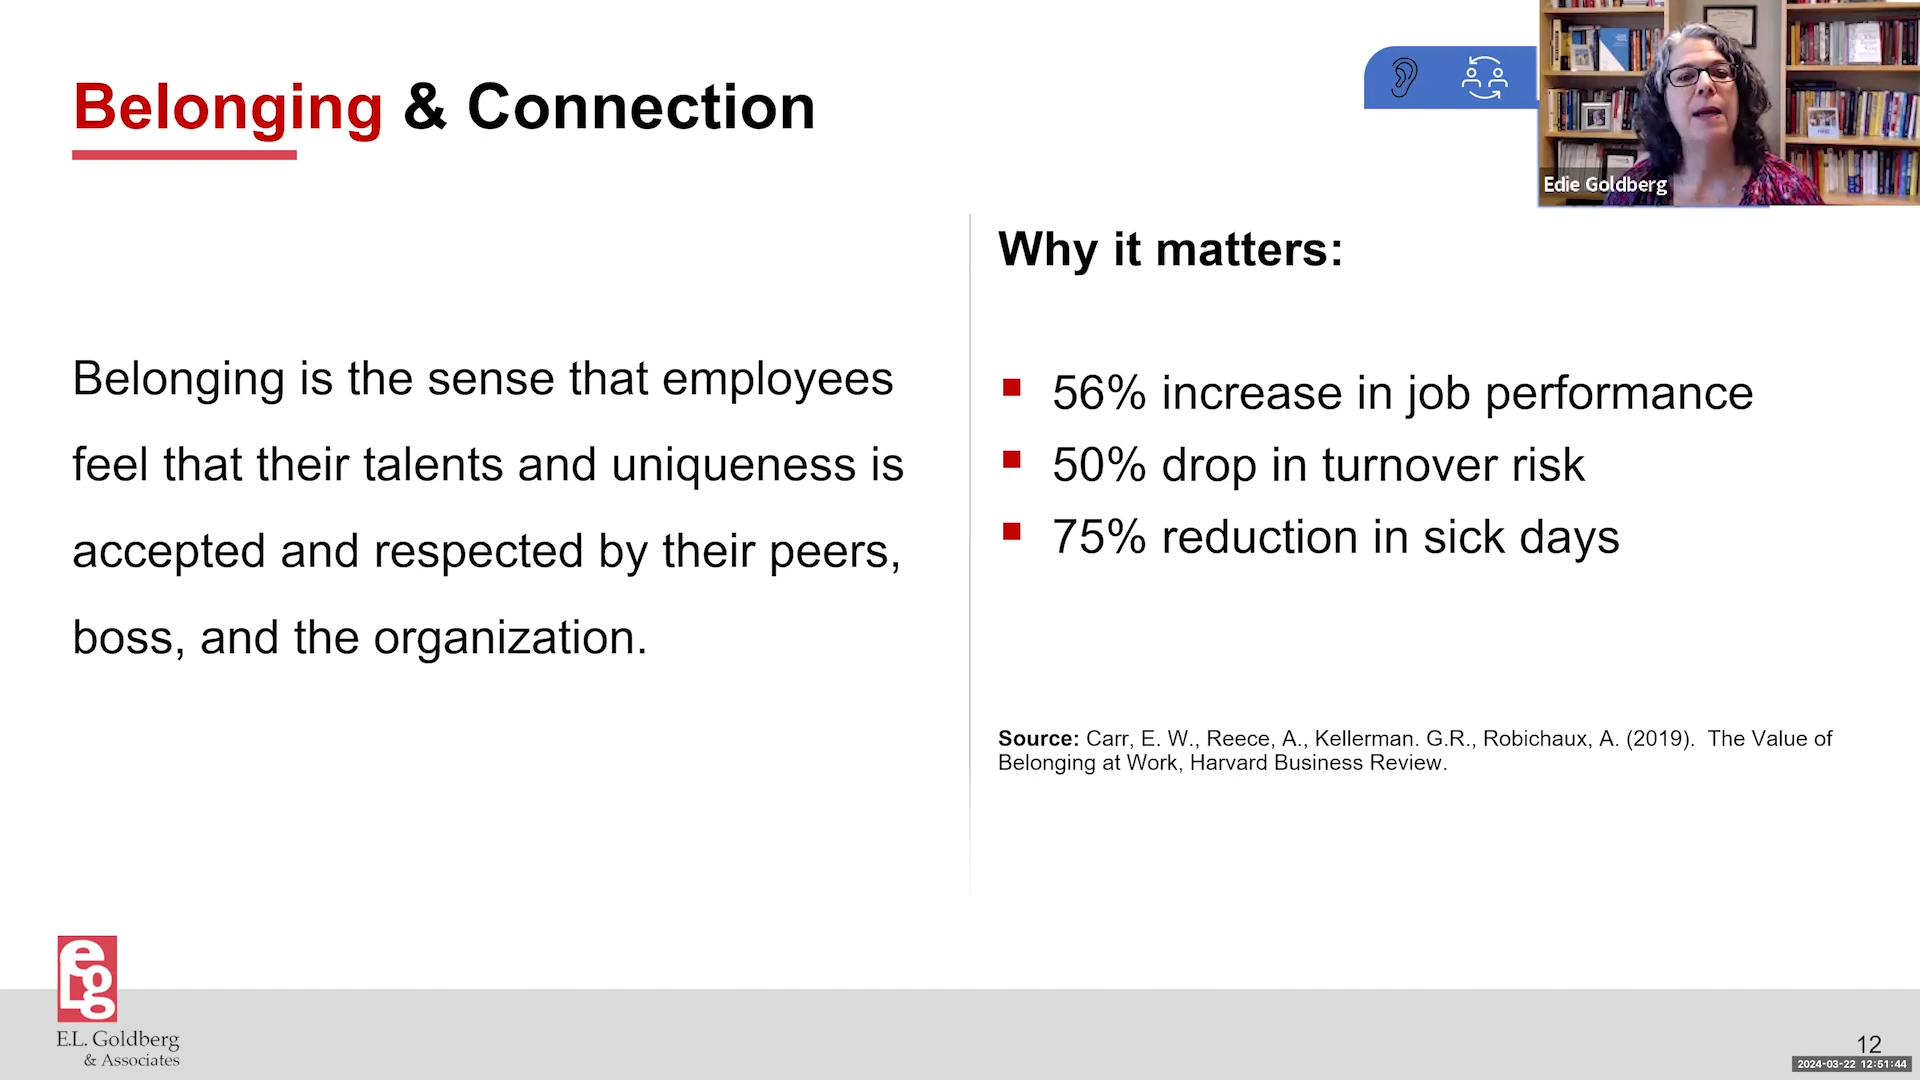 Belonging & Connection
Edie Goldberg
Belonging is the sense that employees
feel that their talents and uniqueness is
accepted and respected by their peers,
boss, and the organization.
Why it matters:
56% increase in job performance
50% drop in turnover risk
75% reduction in sick days
Source: Carr, E. W., Reece, A., Kellerman. G.R., Robichaux, A. (2019).  The Value of
Belonging at Work, Harvard Business Review.
elg
E.L. Goldberg
& Associates
12
2024-03-22 12:51:44